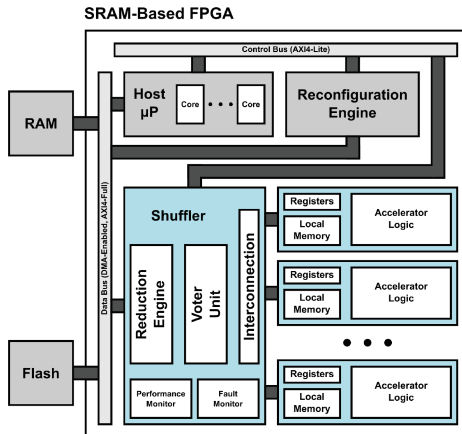 SRAM-Based FPGA
Control Bus (AXI4-Lite)
Host
µP
Core
Core
Reconfiguration
Engine
RAM
Data Bus (DMA-Enabled, AXI4-Full)
Flash
Shuffler
Reduction
Engine
Voter
Unit
Interconnection
Performance
Monitor
Fault
Monitor
Registers
Local
Memory
Accelerator
Logic
Registers
Local
Memory
Accelerator
Logic
Registers
Local
Memory
Accelerator
Logic